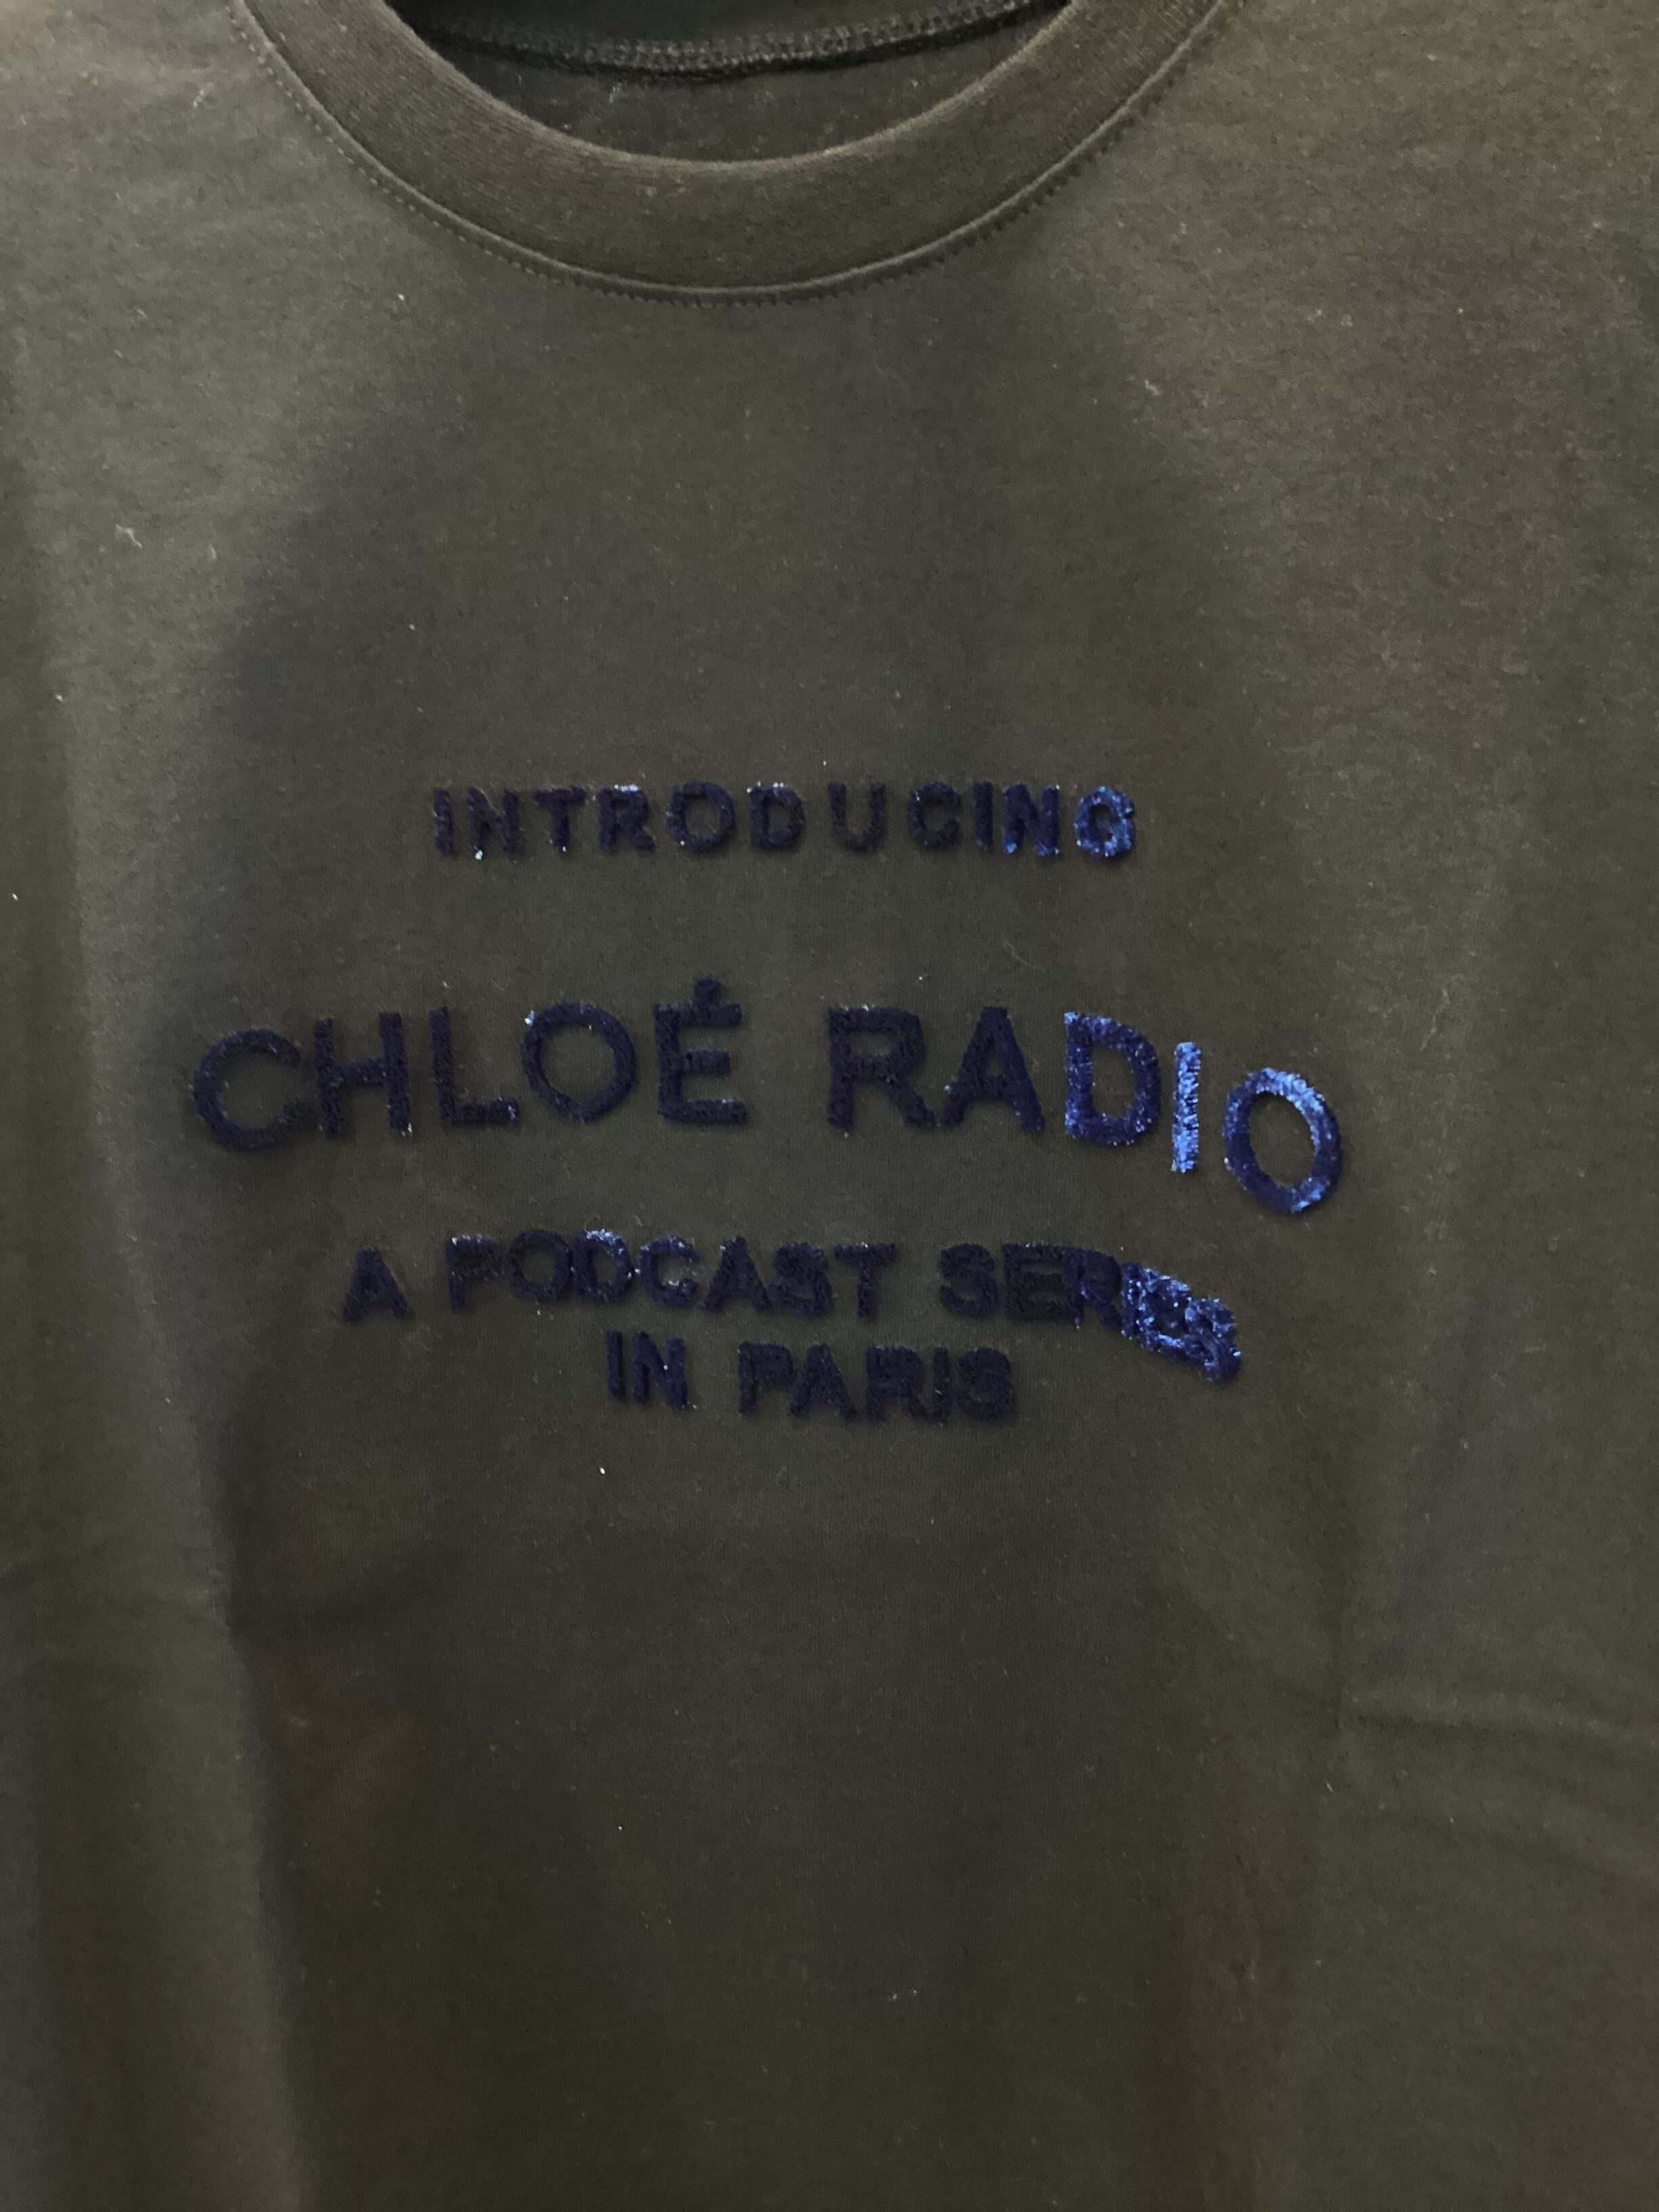 INTRODUCING
CHLOÉ RADIO
A PODCAST SERIES
IN PARIS